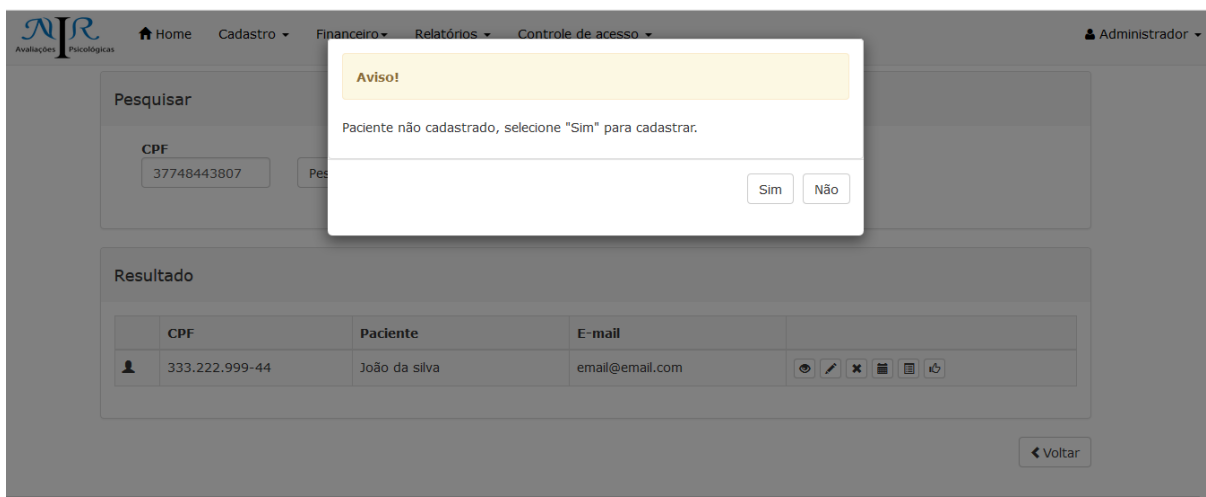 AIR
Avaliações Psicológicas
Home Cadastro Financeiro Relatórios Controle de acesso Administrador
Aviso!
Paciente não cadastrado, selecione "Sim" para cadastrar.
Sim Não
Pesquisar
CPF
37748443807 Pes
Resultado
CPF Paciente E-mail
333.222.999-44 João da silva email@email.com
Voltar